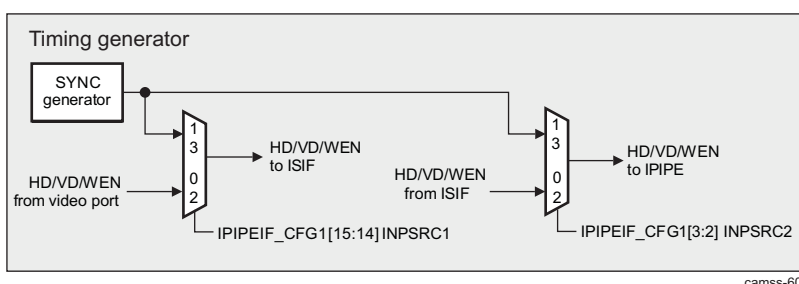 Timing generator
SYNC
generator
1
3
0
2
HD/VD/WEN
to ISIF
HD/VD/WEN
from video port
IPIPEIF_CFG1[15:14] INPSRC1
1
3
0
2
HD/VD/WEN
to IPIPE
HD/VD/WEN
from ISIF
IPIPEIF_CFG1[3:2] INPSRC2
camss-60